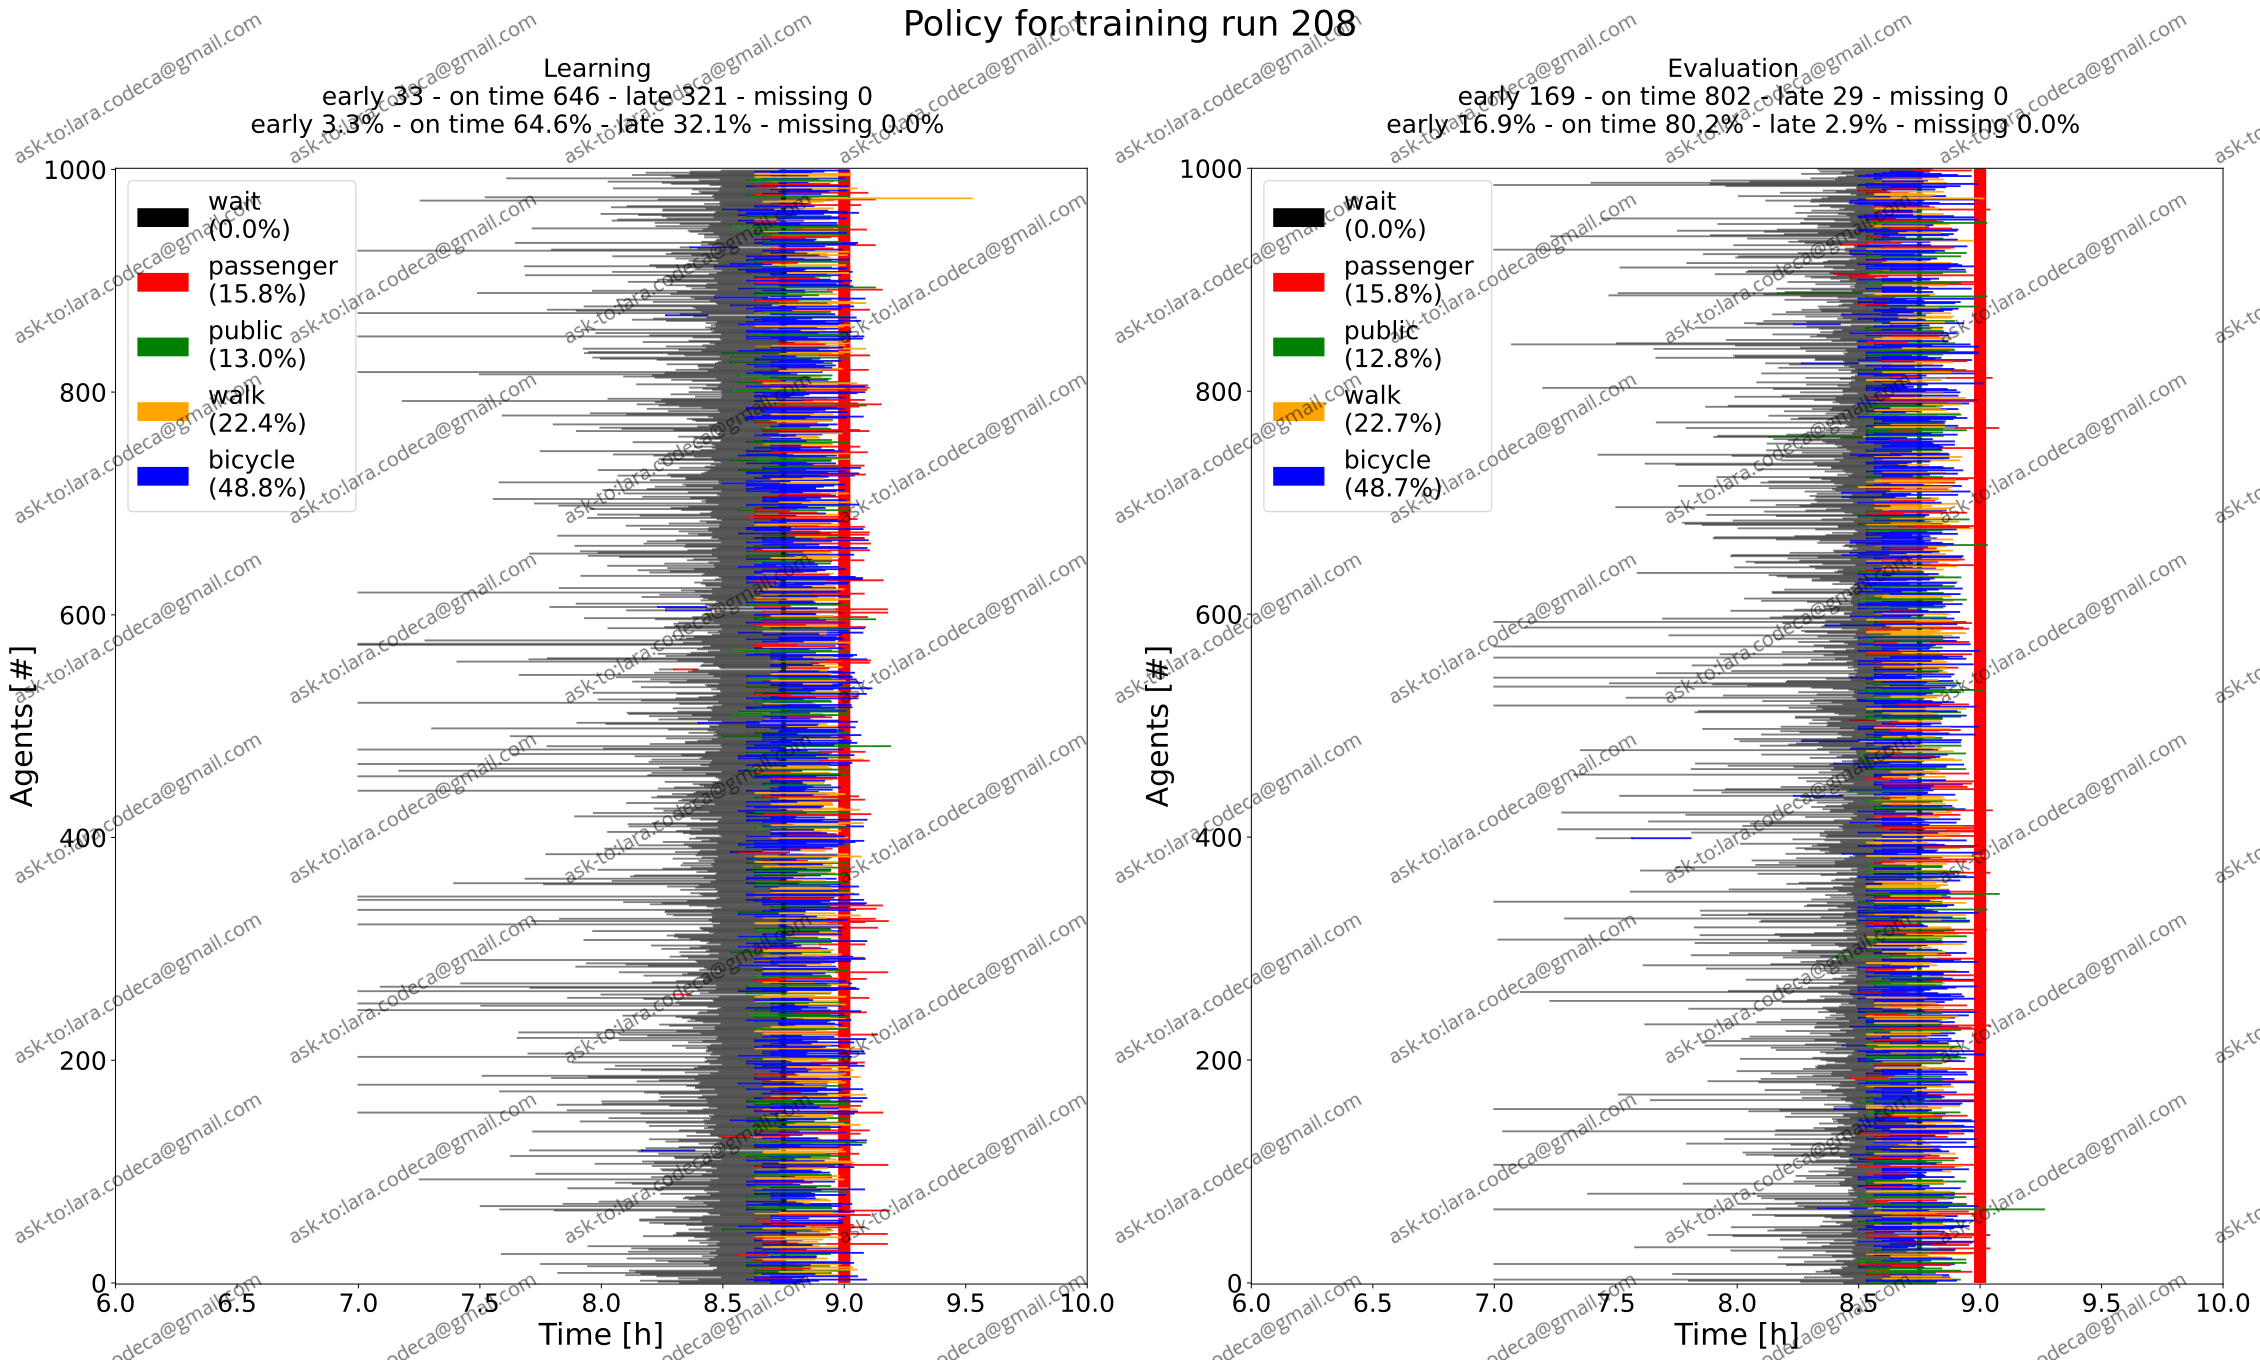 Policy for training run 208
Learning
early 33 - on time 646 - late 321 - missing 0
early 3.3% - on time 64.6% - late 32.1% - missing 0.0%
1000
800
600
400
200
0
Agents [#]
wait
(0.0%)
passenger
(15.8%)
public
(13.0%)
walk
(22.4%)
bicycle
(48.8%)
6.0 6.5 7.0 7.5 8.0 8.5 9.0 9.5 10.0
Time [h]
Evaluation
early 169 - on time 802 - late 29 - missing 0
early 16.9% - on time 80.2% - late 2.9% - missing 0.0%
1000
800
600
400
200
0
Agents [#]
wait
(0.0%)
passenger
(15.8%)
public
(12.8%)
walk
(22.7%)
bicycle
(48.7%)
6.0 6.5 7.0 7.5 8.0 8.5 9.0 9.5 10.0
Time [h]
ask-to:lara.codeca@gmail.com